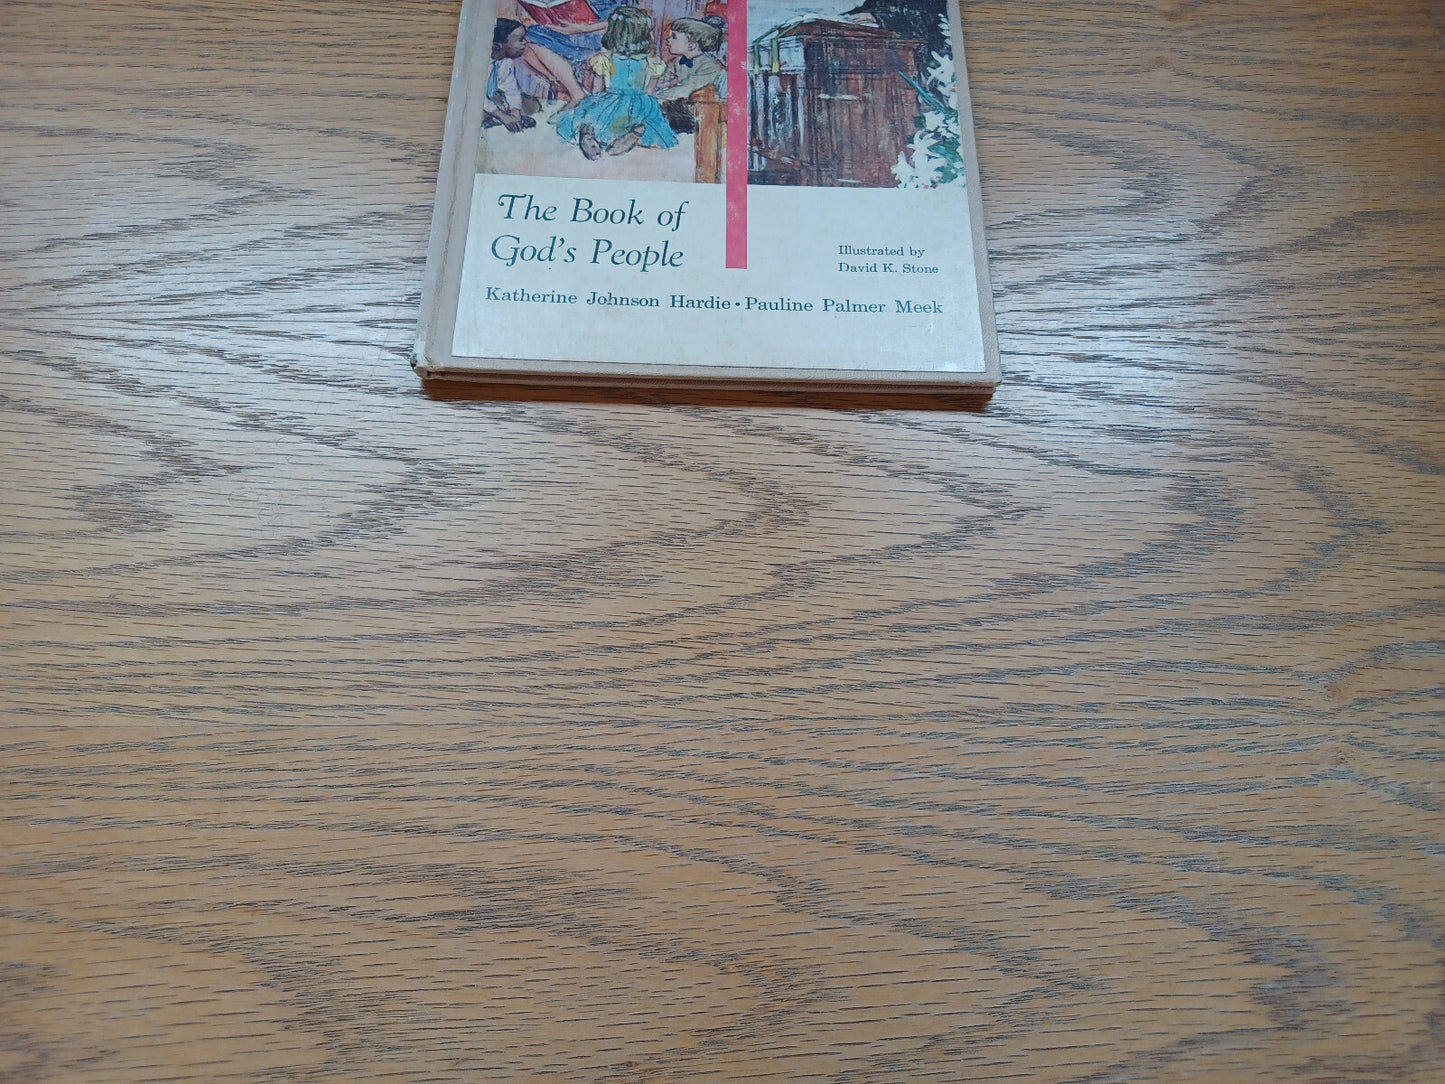 The Book of
God's People
Illustrated by
David K. Stone
Katherine Johnson Hardie • Pauline Palmer Meek